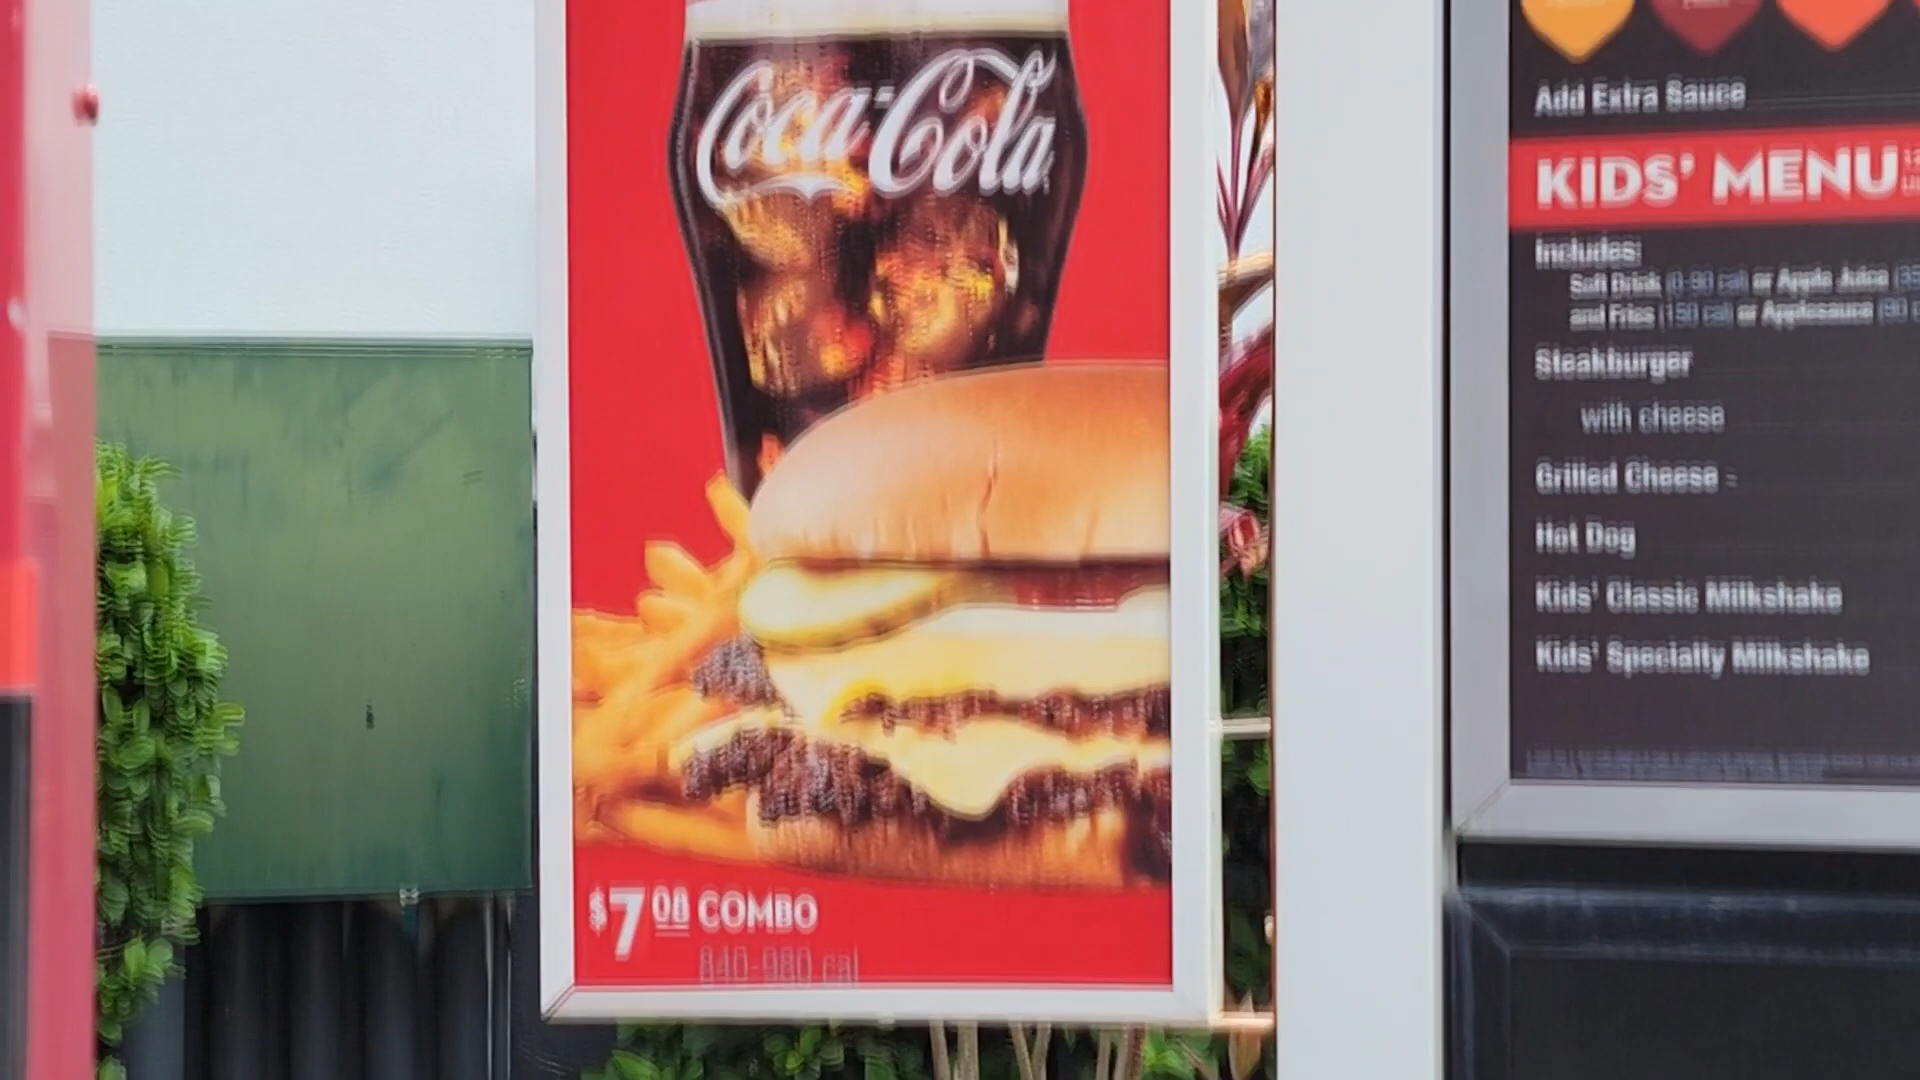 Coca-Cola
$7 08 COMBO
840-980 cal
Add Extra Sauce
KIDS' MENU
Includes:
Soft Drink (0-90 cal) or Apple Juice
and Fries (150 cal) or Applesauce (90
Steakburger
with cheese
Grilled Cheese
Hot Dog
Kids' Classic Milkshake
Kids' Specialty Milkshake